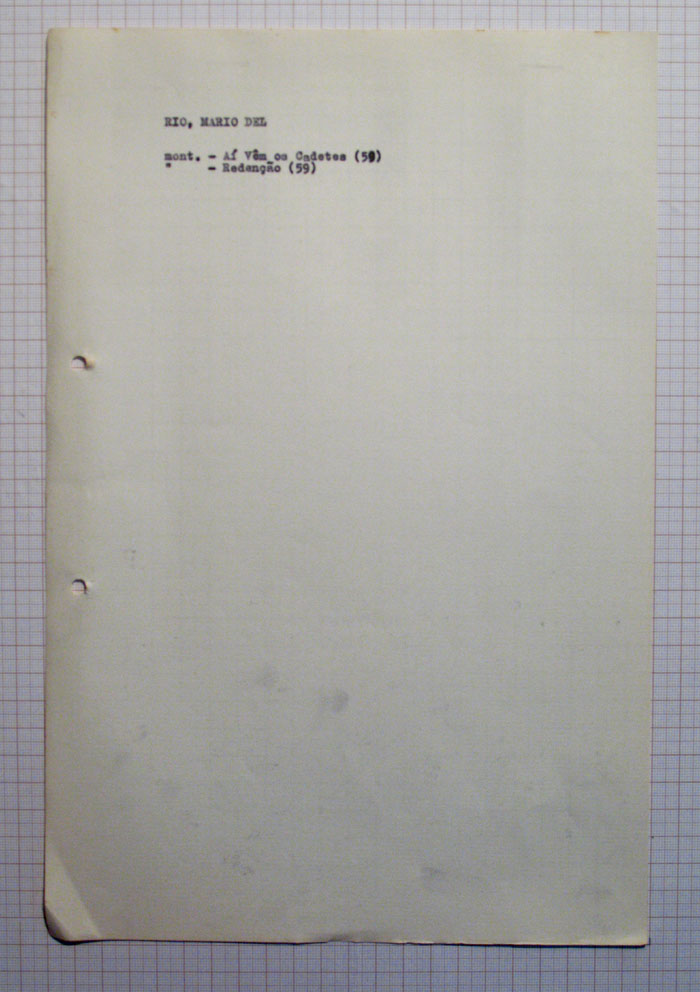 RIO, MARIO DEL
mont. - Aí Vêm os Cadetes (59)
" - Redenção (59)